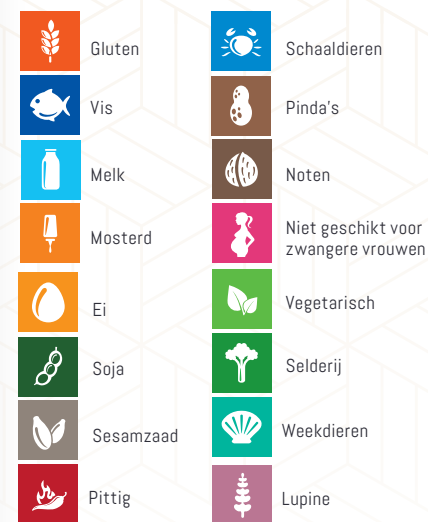 Gluten
Vis
Melk
Mosterd
Ei
Soja
Sesamzaad
Pittig
Schaaldieren
Pinda's
Noten
Niet geschikt voor
zwangere vrouwen
Vegetarisch
Selderij
Weekdieren
Lupine